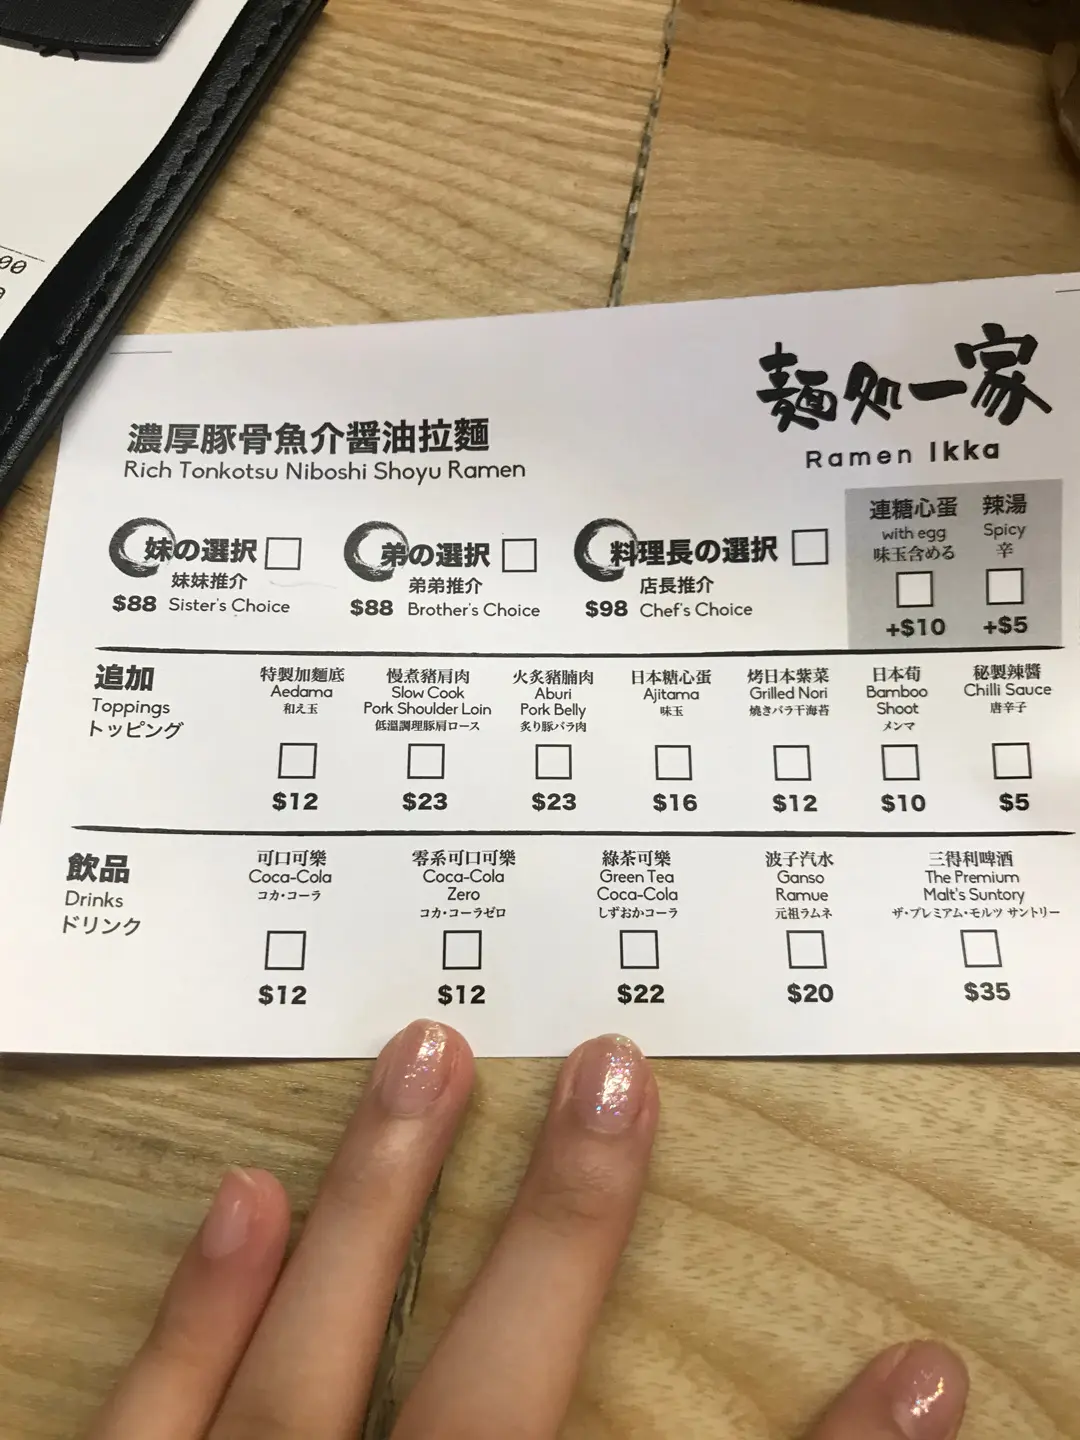 00
麺処一家
Ramen Ikka
濃厚豚骨魚介醤油拉麵
Rich Tonkotsu Niboshi Shoyu Ramen
妹の選択
妹妹推介
$88 Sister's Choice
弟の選択
弟弟推介
$88 Brother's Choice
料理長の選択
店長推介
$98 Chef's Choice
連糖心蛋
with egg
味玉含める
+$10
辣湯
Spicy
辛
+$5
追加
Toppings
トッピング
特製加麵底
Aedama
和え玉
$12
慢煮豬肩肉
Slow Cook
Pork Shoulder Loin
低溫調理豚肩ロース
$23
火炙豬腩肉
Aburi
Pork Belly
炙り豚バラ肉
$23
日本糖心蛋
Ajitama
味玉
$16
烤日本紫菜
Grilled Nori
焼きバラ干海苔
$12
日本荀
Bamboo
Shoot
メンマ
$10
秘製辣醬
Chilli Sauce
唐辛子
$5
飲品
Drinks
ドリンク
可口可樂
Coca-Cola
コカ・コーラ
$12
零系可口可樂
Coca-Cola
Zero
コカ・コーラゼロ
$12
綠茶可樂
Green Tea
Coca-Cola
しずおかコーラ
$22
波子汽水
Ganso
Ramue
元祖ラムネ
$20
三得利啤酒
The Premium
Malt's Suntory
ザ・プレミアム・モルツ サントリー
$35